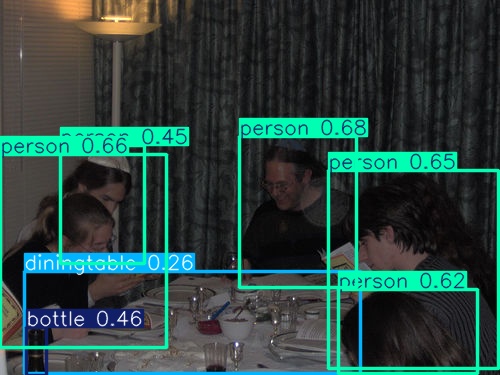 person 0.68
person 0.45
person 0.66
person 0.65
diningtable 0.26
person 0.62
bottle 0.46